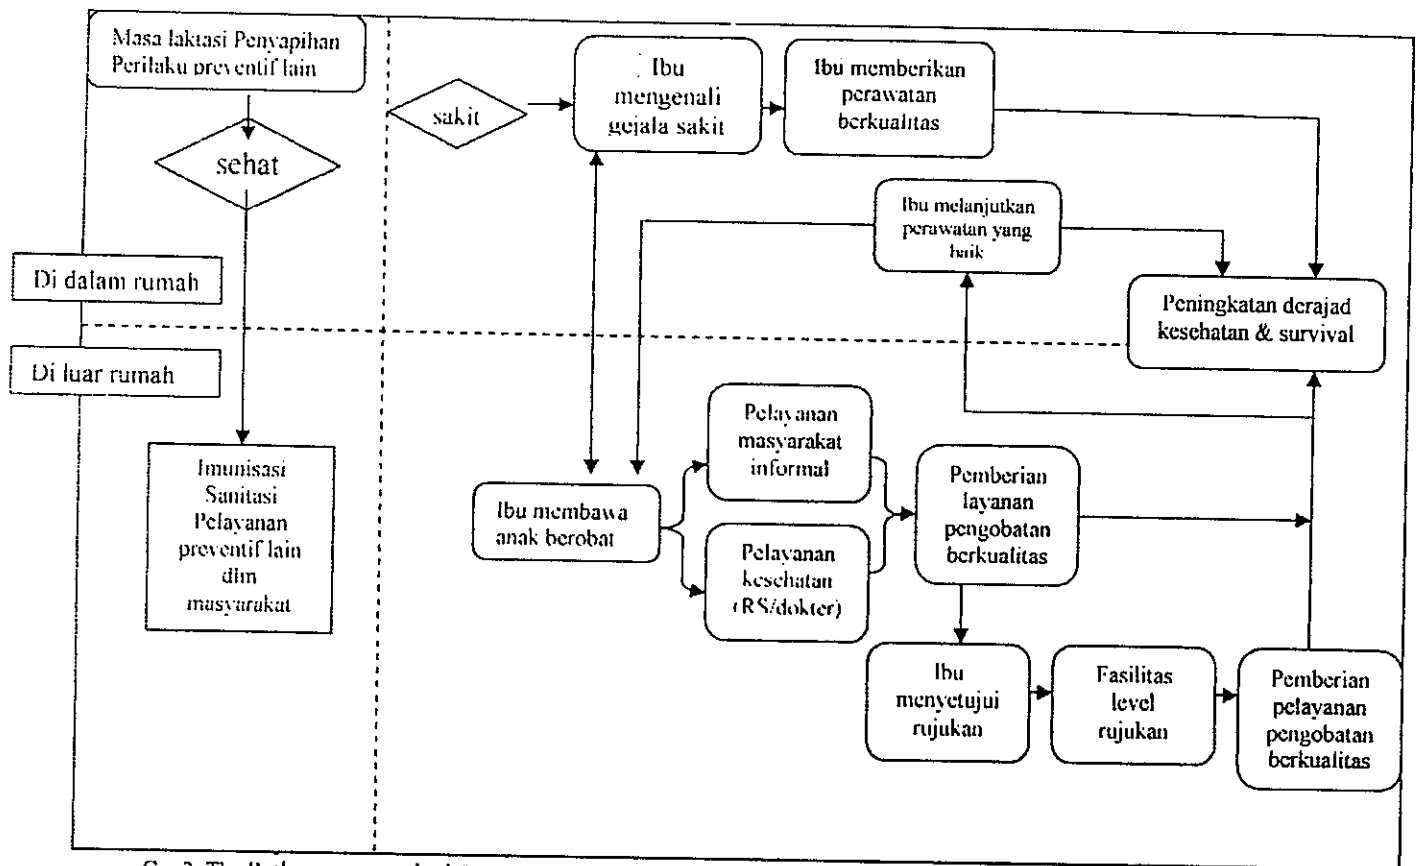 Masa laktasi Penyapihan
Perilaku preventif lain
sehat
sakit
Ibu
mengenali
gejala sakit
Ibu memberikan
perawatan
berkualitas
Ibu melanjutkan
perawatan yang
baik
Di dalam rumah
Peningkatan derajad
kesehatan & survival
Di luar rumah
Imunisasi
Sanitasi
Pelayanan
preventif lain
dlm
masyarakat
Ibu membawa
anak berobat
Pelayanan
masyarakat
informal
Pelayanan
kesehatan
(RS/dokter)
Pemberian
layanan
pengobatan
berkualitas
Ibu
menyetujui
rujukan
Fasilitas
level
rujukan
Pemberian
pelayanan
pengobatan
berkualitas